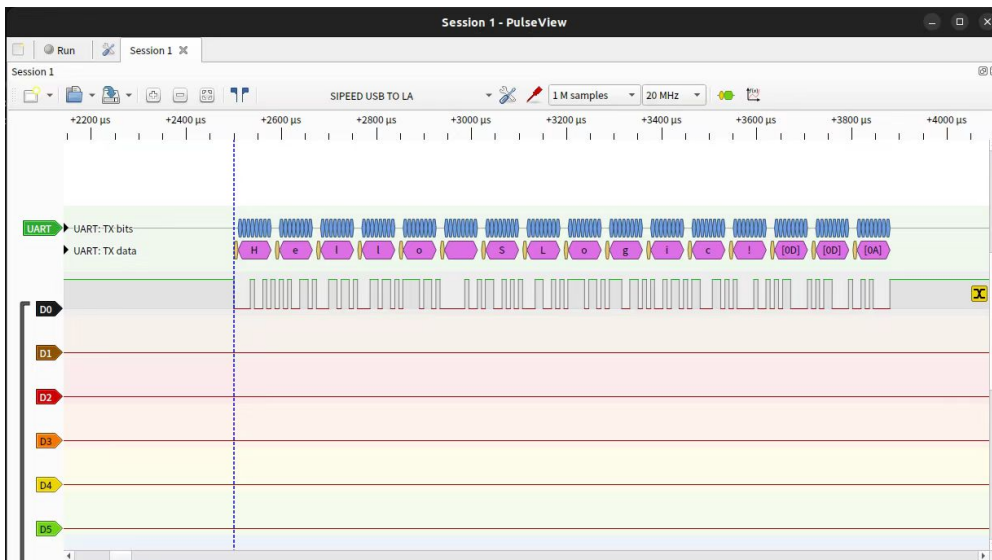 Session 1 - PulseView
Run
Session 1
Session 1
SIPEED USB TO LA
1 M samples
20 MHz
+2200 µs +2400 µs +2600 µs +2800 µs +3000 µs +3200 µs +3400 µs +3600 µs +3800 µs +4000 µs
UART UART: TX bits
UART: TX data H e l l o S L o g i c ! [0D] [0D] [0A]
D0
D1
D2
D3
D4
D5